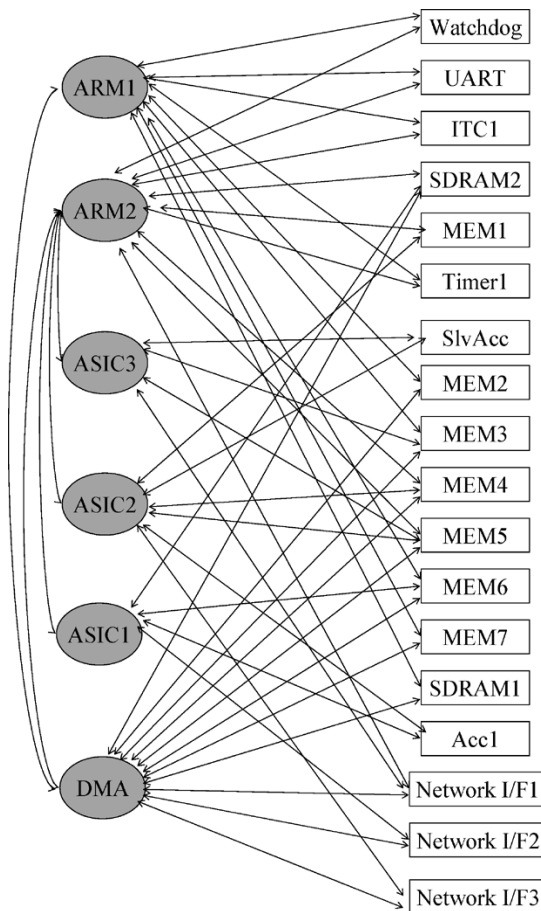 Watchdog
ARM1
UART
ITC1
SDRAM2
ARM2
MEM1
Timer1
SlvAcc
ASIC3
MEM2
MEM3
MEM4
ASIC2
MEM5
MEM6
ASIC1
MEM7
SDRAM1
Acc1
DMA
Network I/F1
Network I/F2
Network I/F3